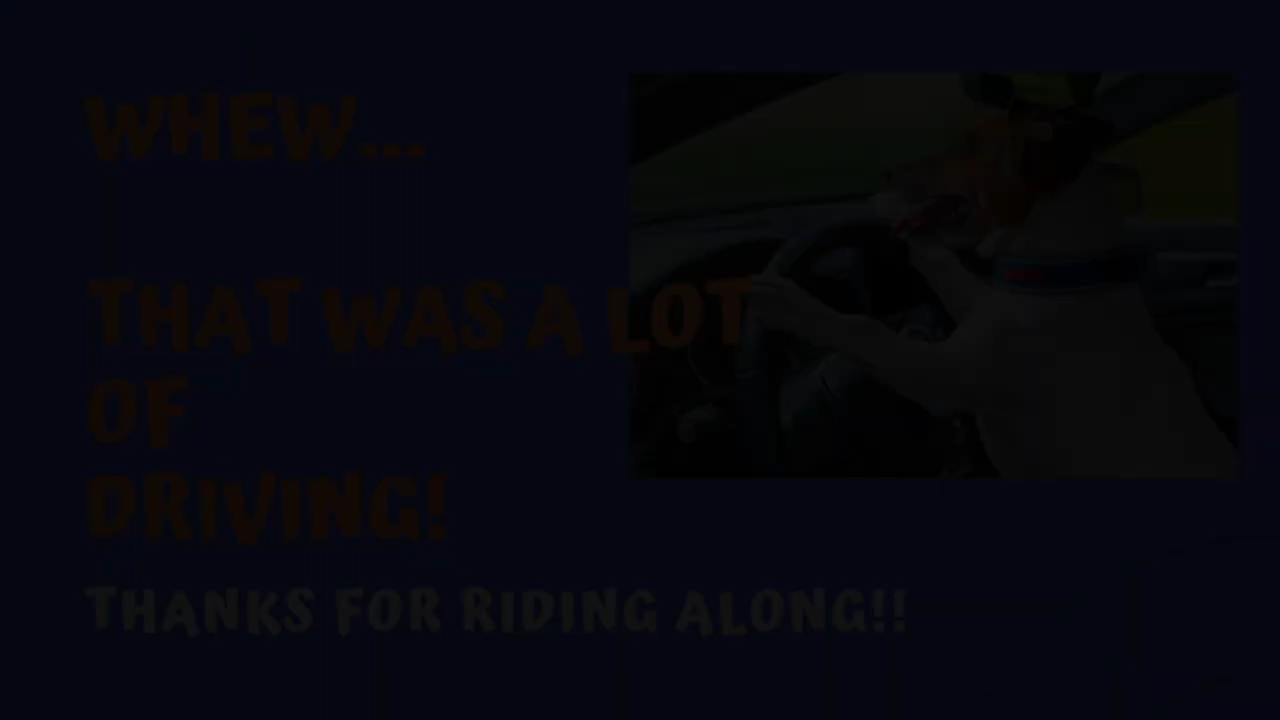 WHEW...
THAT WAS A LOT
OF
DRIVING!
THANKS FOR RIDING ALONG!!